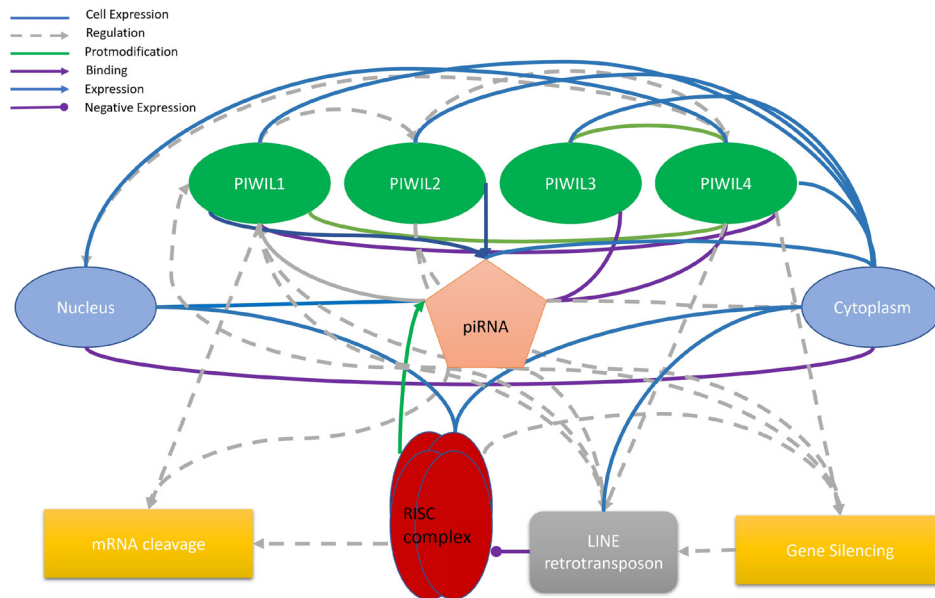 Cell Expression
Regulation
Protmodification
Binding
Expression
Negative Expression
PIWIL1
PIWIL2
PIWIL3
PIWIL4
Nucleus
piRNA
Cytoplasm
mRNA cleavage
RISC
complex
LINE
retrotransposon
Gene Silencing